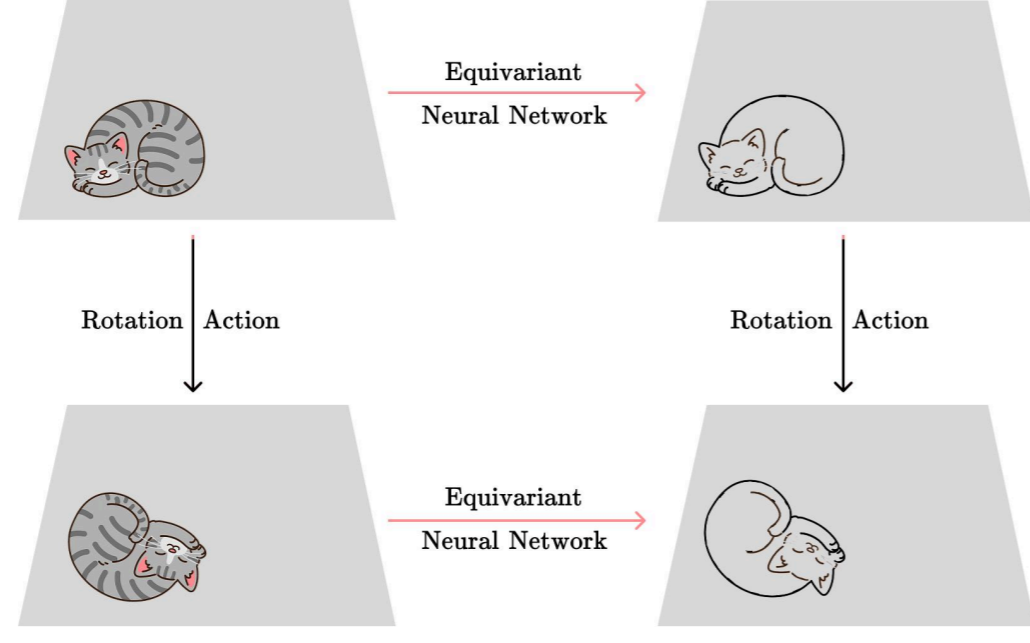 Equivariant
Neural Network
Rotation Action
Rotation Action
Equivariant
Neural Network